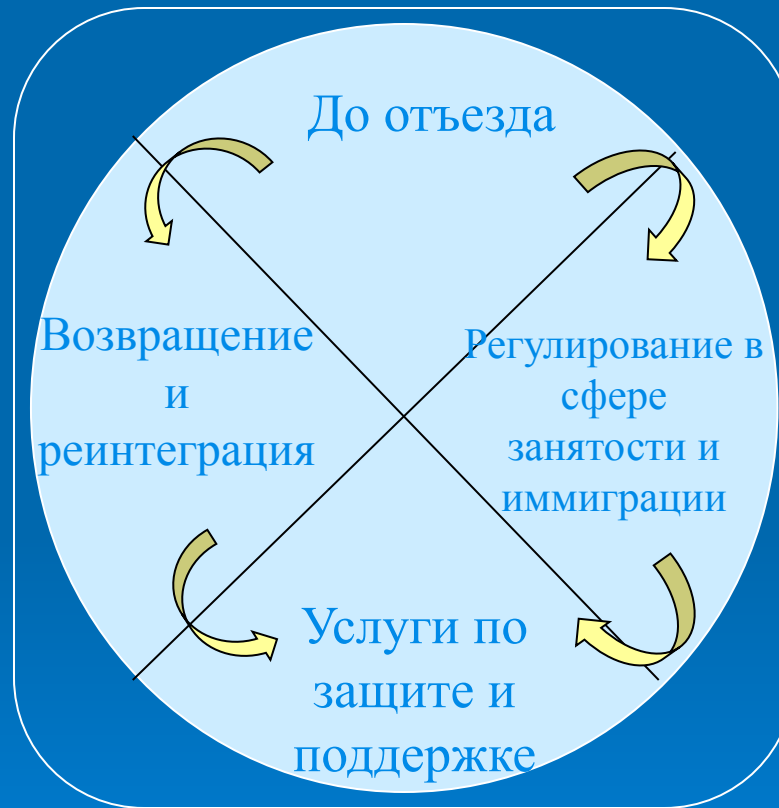 До отъезда
Возвращение
и
реинтеграция
Регулирование в
сфере
занятости и
иммиграции
Услуги по
защите и
поддержке